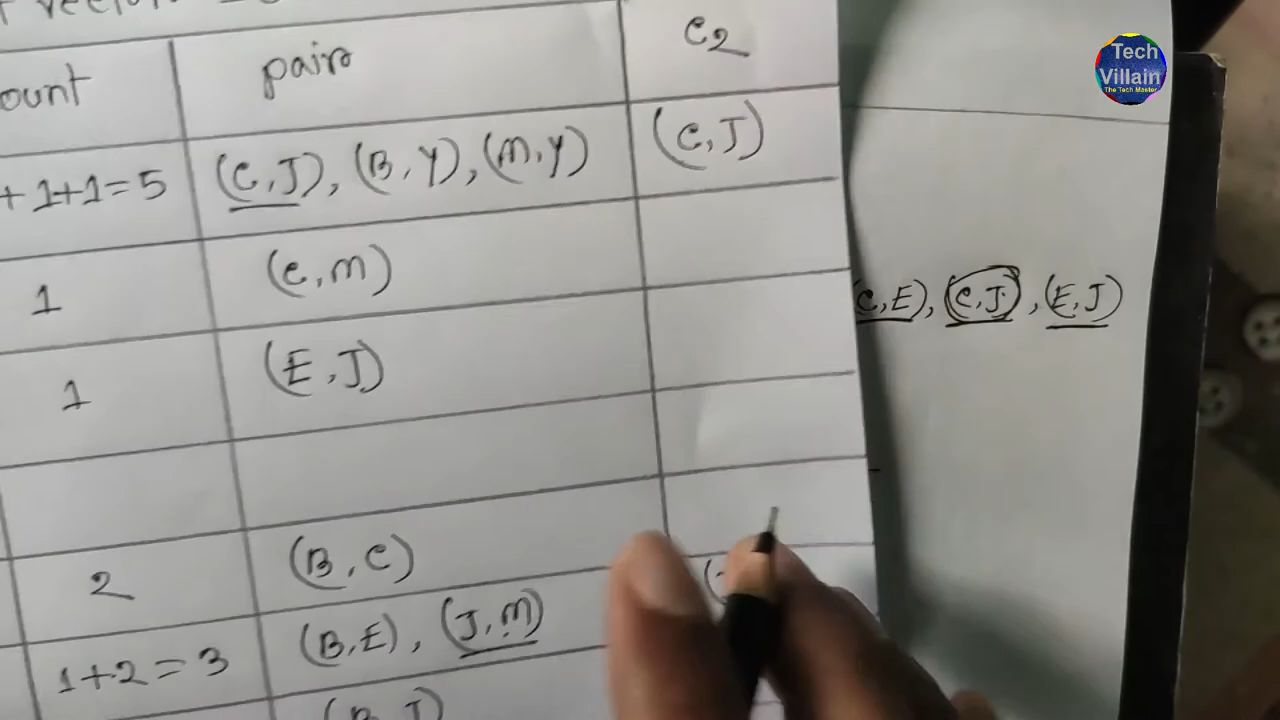 ount pair C2
+ 1+1=5 (C,J), (B,Y), (M,Y) (C,J)
1 (C,M)
1 (E,J)
2 (B,C)
1+2=3 (B,E), (J,M)
(C,E), (C,J), (E,J)
Tech
Villain
The Tech Master